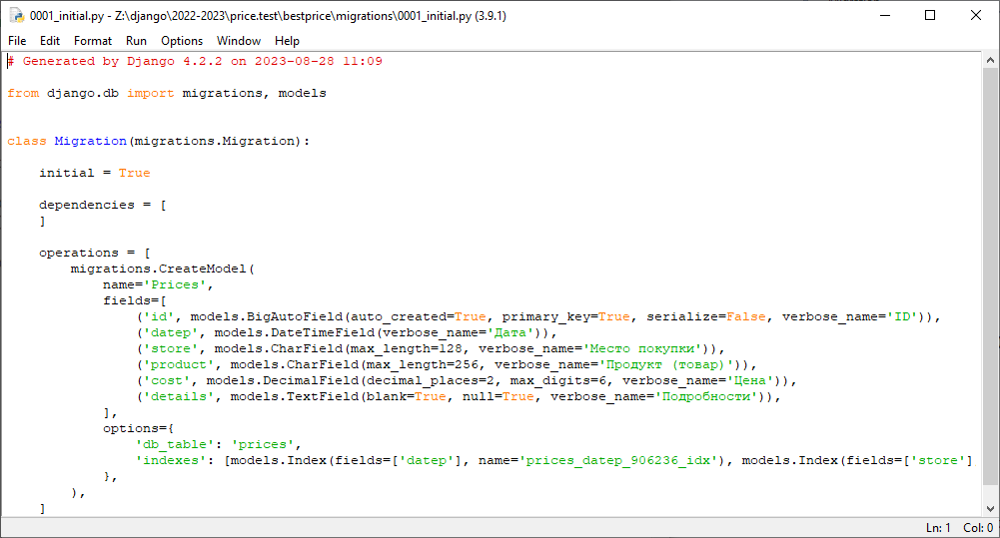 0001_initial.py - Z:\django\2022-2023\price.test\bestprice\migrations\0001_initial.py (3.9.1)
File Edit Format Run Options Window Help
# Generated by Django 4.2.2 on 2023-08-28 11:09
from django.db import migrations, models
class Migration(migrations.Migration):
    initial = True
    dependencies = [
    ]
    operations = [
        migrations.CreateModel(
            name='Prices',
            fields=[
                ('id', models.BigAutoField(auto_created=True, primary_key=True, serialize=False, verbose_name='ID')),
                ('datep', models.DateTimeField(verbose_name='Дата')),
                ('store', models.CharField(max_length=128, verbose_name='Место покупки')),
                ('product', models.CharField(max_length=256, verbose_name='Продукт (товар)')),
                ('cost', models.DecimalField(decimal_places=2, max_digits=6, verbose_name='Цена')),
                ('details', models.TextField(blank=True, null=True, verbose_name='Подробности')),
            ],
            options={
                'db_table': 'prices',
                'indexes': [models.Index(fields=['datep'], name='prices_datep_906236_idx'), models.Index(fields=['store']
            },
        ),
    ]
Ln: 1 Col: 0